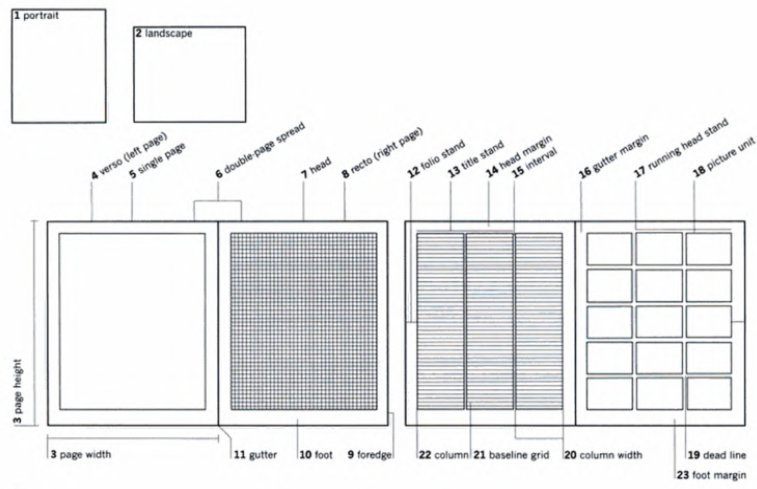 1 portrait
2 landscape
4 verso (left page)
5 single page
6 double-page spread
7 head
8 recto (right page)
12 folio stand
13 title stand
14 head margin
15 interval
16 gutter margin
17 running head stand
18 picture unit
3 page height
3 page width
11 gutter
10 foot
9 foredge
22 column
21 baseline grid
20 column width
19 dead line
23 foot margin